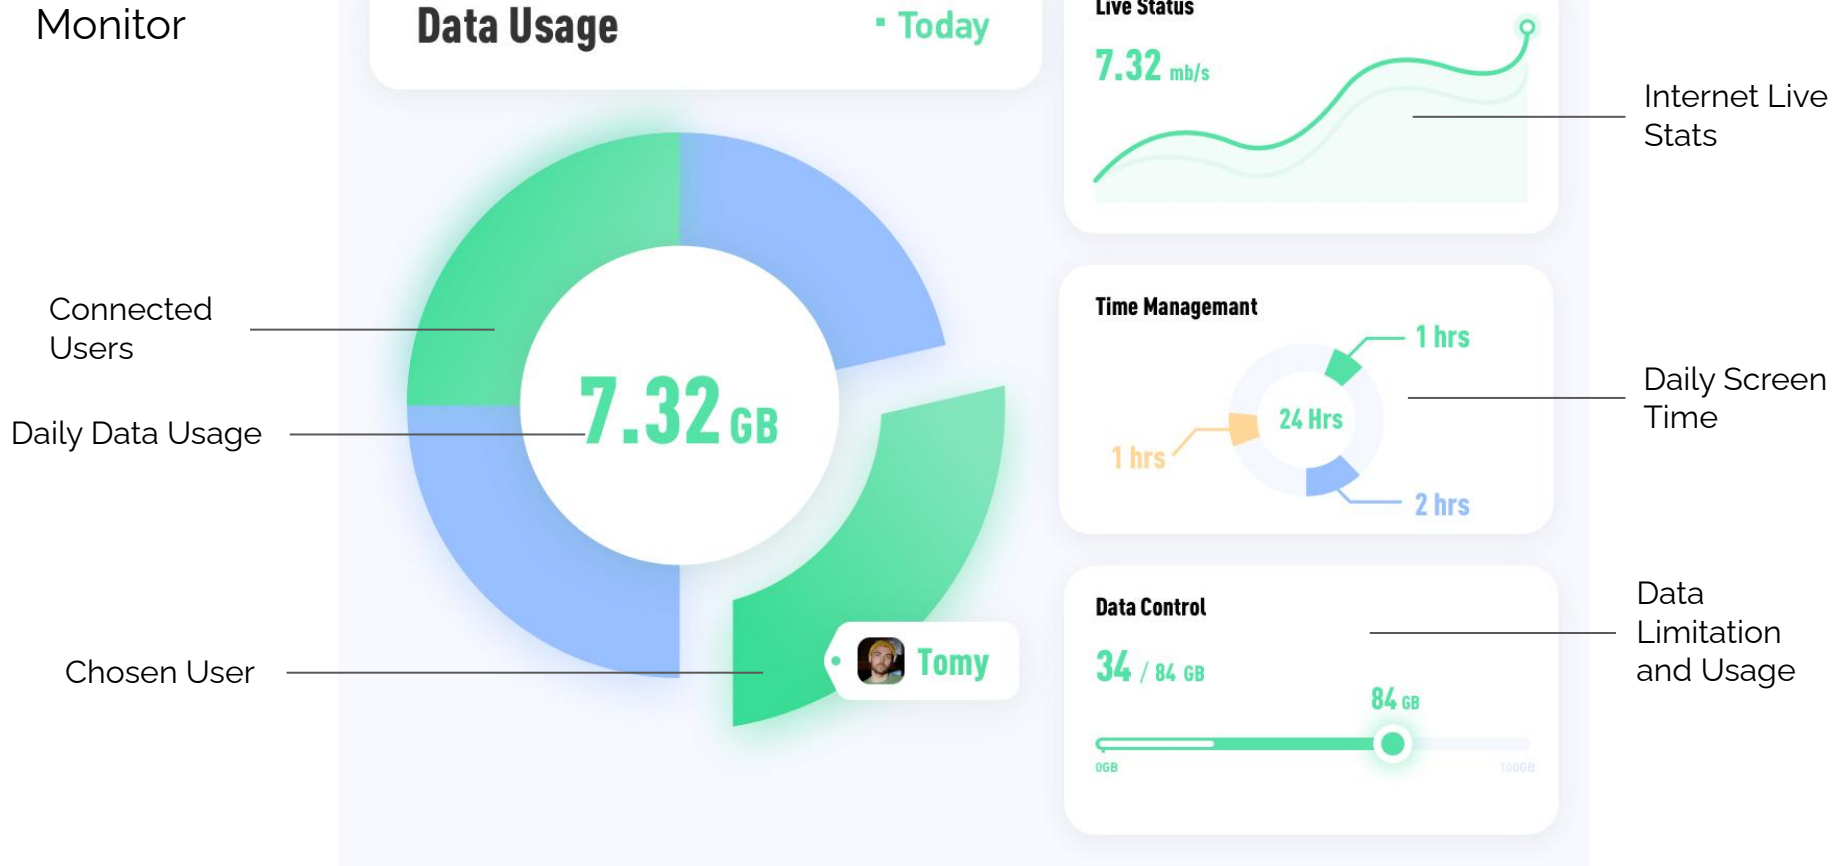 Monitor
Data Usage
Today
Live Status
7.32 mb/s
Internet Live
Stats
Connected
Users
Daily Data Usage
7.32 GB
Chosen User
Tomy
Time Managemant
1 hrs
24 Hrs
1 hrs
2 hrs
Daily Screen
Time
Data Control
34 / 84 GB
84 GB
0GB
100GB
Data
Limitation
and Usage